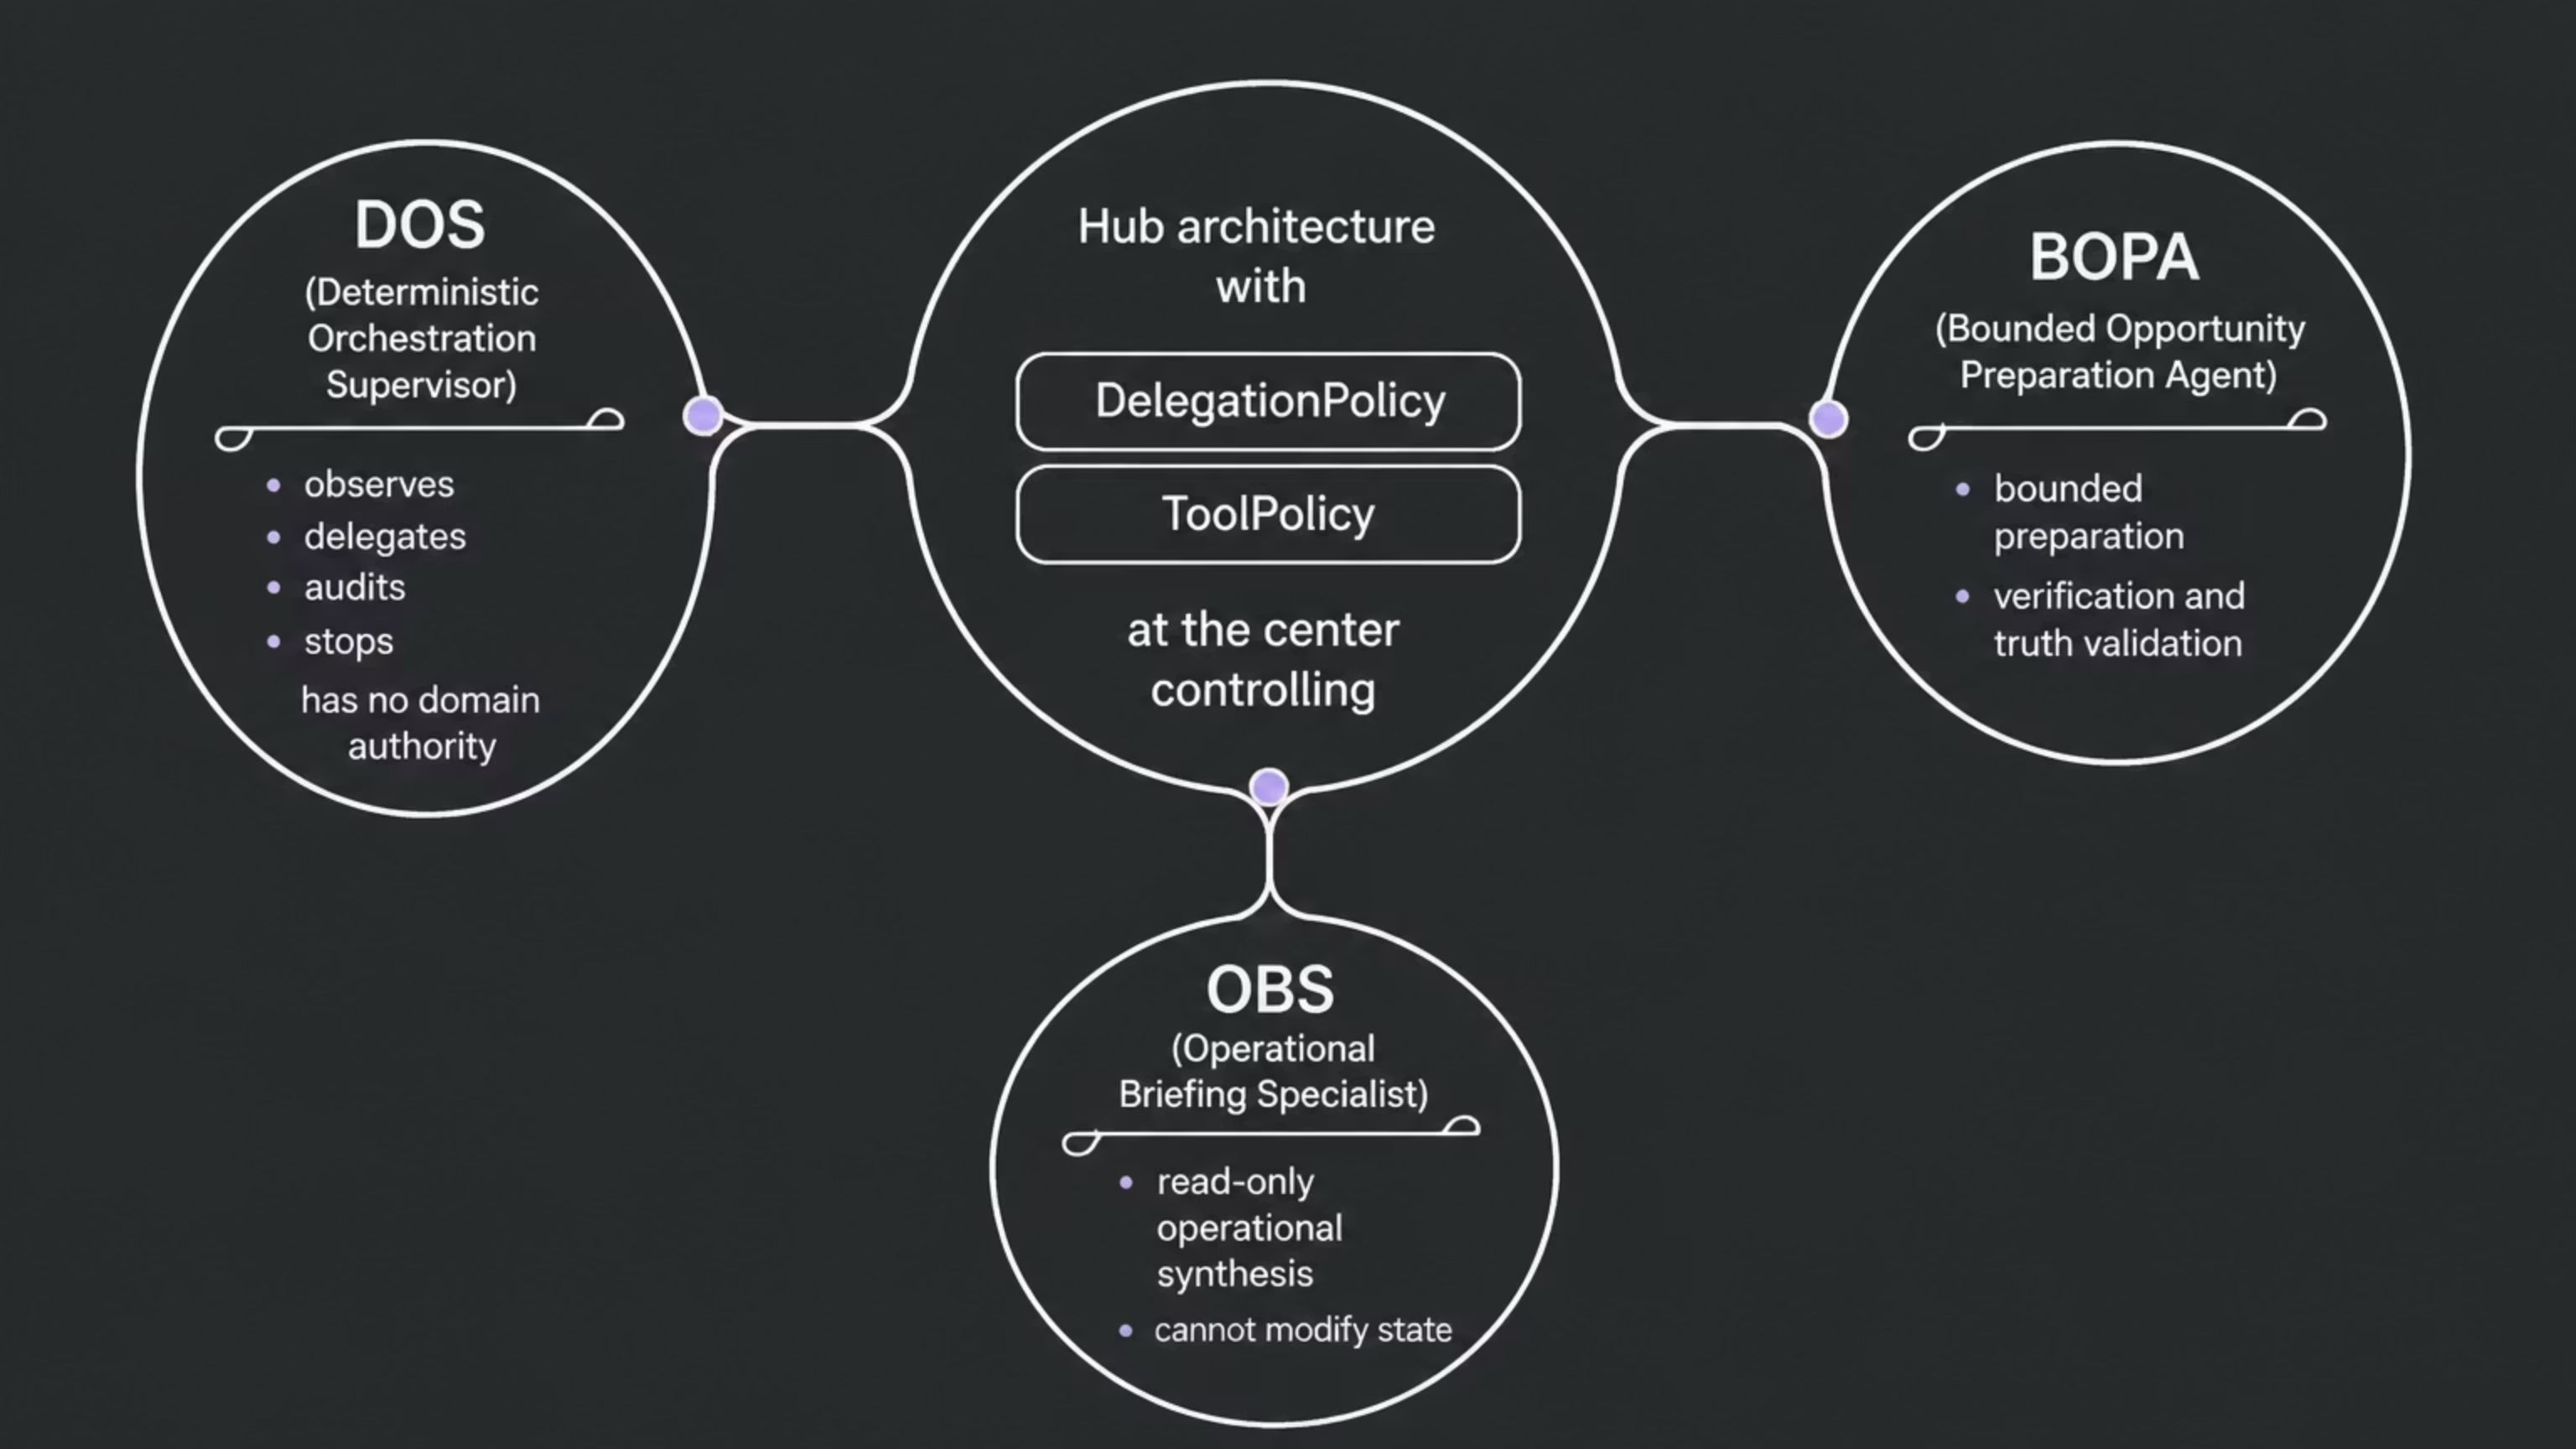 DOS
(Deterministic
Orchestration
Supervisor)
observes
delegates
audits
stops
has no domain
authority
Hub architecture
with
DelegationPolicy
ToolPolicy
at the center
controlling
BOPA
(Bounded Opportunity
Preparation Agent)
bounded
preparation
verification and
truth validation
OBS
(Operational
Briefing Specialist)
read-only
operational
synthesis
cannot modify state